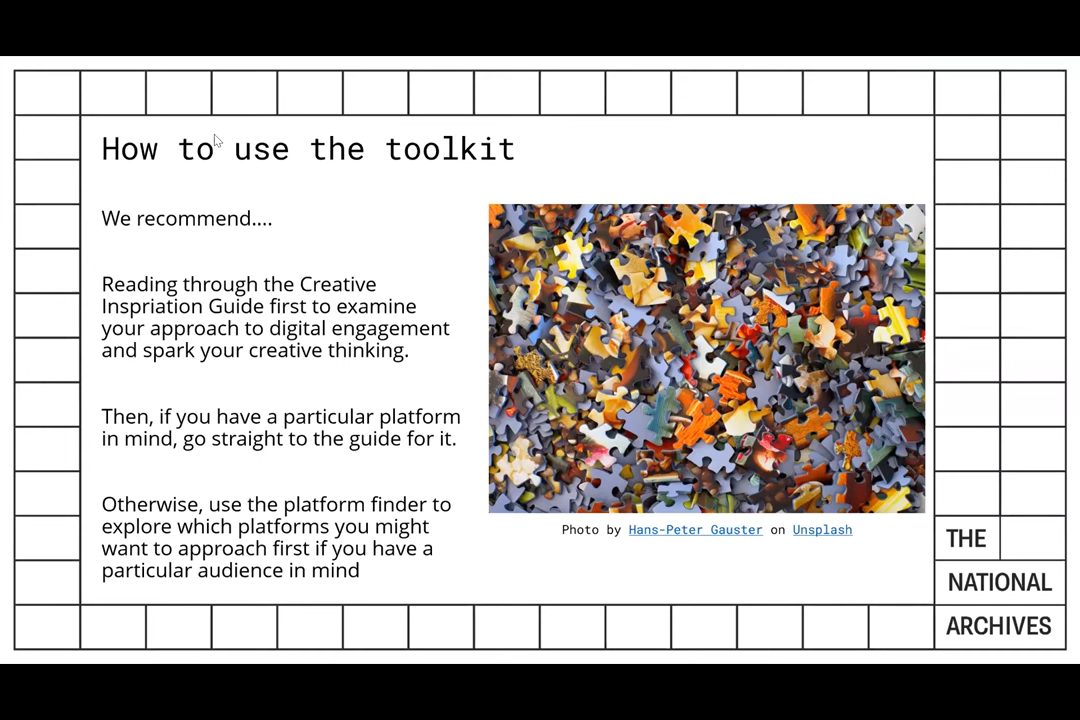 How to use the toolkit
We recommend....
Reading through the Creative
Inspriation Guide first to examine
your approach to digital engagement
and spark your creative thinking.
Then, if you have a particular platform
in mind, go straight to the guide for it.
Otherwise, use the platform finder to
explore which platforms you might
want to approach first if you have a
particular audience in mind
Photo by Hans-Peter Gauster on Unsplash
THE
NATIONAL
ARCHIVES